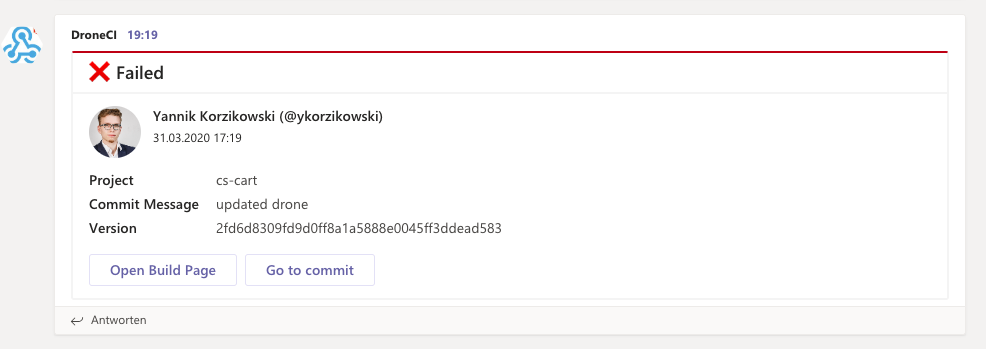 DroneCI 19:19
Failed
Yannik Korzikowski (@ykorzikowski)
31.03.2020 17:19
Project cs-cart
Commit Message updated drone
Version 2fd6d8309fd9d0ff8a1a5888e0045ff3ddead583
Open Build Page Go to commit
Antworten